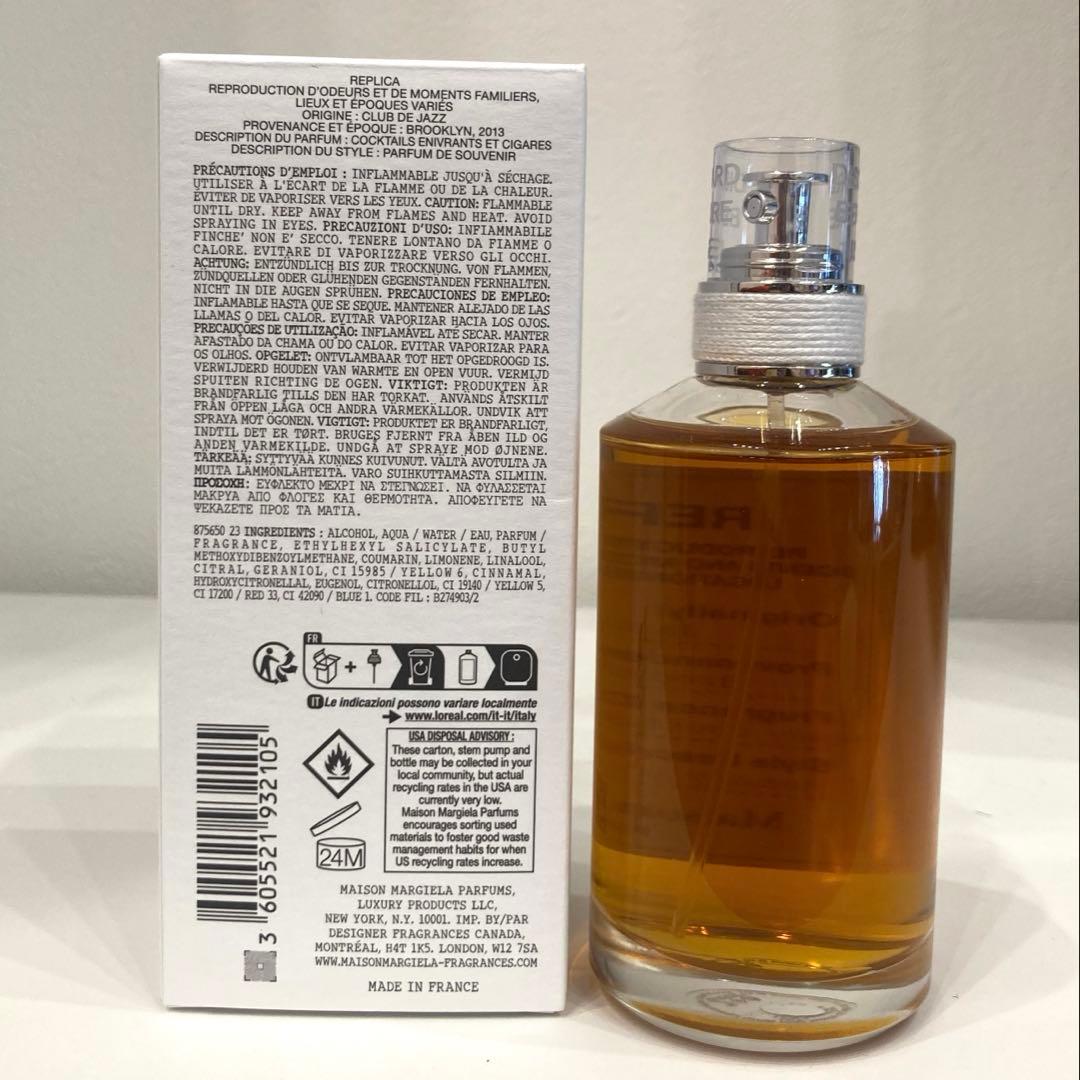 REPLICA
REPRODUCTION D'ODEURS ET DE MOMENTS FAMILIERS,
LIEUX ET ÉPOQUES VARIÉS
ORIGINE : CLUB DE JAZZ
PROVENANCE ET ÉPOQUE : BROOKLYN, 2013
DESCRIPTION DU PARFUM : COCKTAILS ENIVRANTS ET CIGARES
DESCRIPTION DU STYLE : PARFUM DE SOUVENIR
PRÉCAUTIONS D'EMPLOI : INFLAMMABLE JUSQU'À SÉCHAGE.
UTILISER À L'ÉCART DE LA FLAMME OU DE LA CHALEUR.
ÉVITER DE VAPORISER VERS LES YEUX. CAUTION: FLAMMABLE
UNTIL DRY. KEEP AWAY FROM FLAMES AND HEAT. AVOID
SPRAYING IN EYES. PRECAUZIONI D'USO: INFIAMMABILE
FINCHE' NON E' SECCO. TENERE LONTANO DA FIAMME O
CALORE. EVITARE DI VAPORIZZARE VERSO GLI OCCHI.
ACHTUNG: ENTZÜNDLICH BIS ZUR TROCKNUNG. VON FLAMMEN,
ZÜNDQUELLEN ODER GLÜHENDEN GEGENSTÄNDEN FERNHALTEN.
NICHT IN DIE AUGEN SPRÜHEN. PRECAUCIONES DE EMPLEO:
INFLAMABLE HASTA QUE SE SEQUE. MANTENER ALEJADO DE LAS
LLAMAS O DEL CALOR. EVITAR VAPORIZAR HACIA LOS OJOS.
PRECAUÇÕES DE UTILIZAÇÃO: INFLAMÁVEL ATÉ SECAR. MANTER
AFASTADO DA CHAMA OU DO CALOR. EVITAR VAPORIZAR PARA
OS OLHOS. OPGELET: ONTVLAMBAAR TOT HET OPGEDROOGD IS.
VERWIJDERD HOUDEN VAN WARMTE EN OPEN VUUR. VERMIJD
SPUITEN RICHTING DE OGEN. VIKTIGT: PRODUKTEN ÄR
BRANDFARLIG TILLS DEN HAR TORKAT. ANVÄNDS ÅTSKILT
FRÅN ÖPPEN LÅGA OCH ANDRA VÄRMEKÄLLOR. UNDVIK ATT
SPRAYA MOT ÖGONEN. VIGTIGT: PRODUKTET ER BRANDFARLIGT,
INDTIL DET ER TØRT. BRUGES FJERNT FRA ÅBEN ILD OG
ANDEN VARMEKILDE. UNDGÅ AT SPRAYE MOD ØJNENE.
TÄRKEÄÄ: SYTTYVÄÄ KUNNES KUIVUNUT. VÄLTÄ AVOTULTA JA
MUITA LÄMMÖNLÄHTEITÄ. VARO SUIHKUTTAMASTA SILMIIN.
ΠΡΟΣΟΧΗ: ΕΥΦΛΕΚΤΟ ΜΕΧΡΙ ΝΑ ΣΤΕΓΝΩΣΕΙ. ΝΑ ΦΥΛΑΣΣΕΤΑΙ
ΜΑΚΡΥΑ ΑΠΟ ΦΛΟΓΕΣ ΚΑΙ ΘΕΡΜΟΤΗΤΑ. ΑΠΟΦΕΥΓΕΤΕ ΝΑ
ΨΕΚΑΖΕΤΕ ΠΡΟΣ ΤΑ ΜΑΤΙΑ.
875650 23 INGREDIENTS : ALCOHOL, AQUA / WATER / EAU, PARFUM /
FRAGRANCE, ETHYLHEXYL SALICYLATE, BUTYL
METHOXYDIBENZOYLMETHANE, COUMARIN, LIMONENE, LINALOOL,
CITRAL, GERANIOL, CI 15985 / YELLOW 6, CINNAMAL,
HYDROXYCITRONELLAL, EUGENOL, CITRONELLOL, CI 19140 / YELLOW 5,
CI 17200 / RED 33, CI 42090 / BLUE 1. CODE FIL : B274903/2
FR
IT Le indicazioni possono variare localmente
www.loreal.com/it-it/italy
USA DISPOSAL ADVISORY :
These carton, stem pump and
bottle may be collected in your
local community, but actual
recycling rates in the USA are
currently very low.
Maison Margiela Parfums
encourages sorting used
materials to foster good waste
management habits for when
US recycling rates increase.
24M
3 605521 932105
MAISON MARGIELA PARFUMS,
LUXURY PRODUCTS LLC,
NEW YORK, N.Y. 10001. IMP. BY/PAR
DESIGNER FRAGRANCES CANADA,
MONTRÉAL, H4T 1K5. LONDON, W12 7SA
WWW.MAISONMARGIELA-FRAGRANCES.COM
MADE IN FRANCE